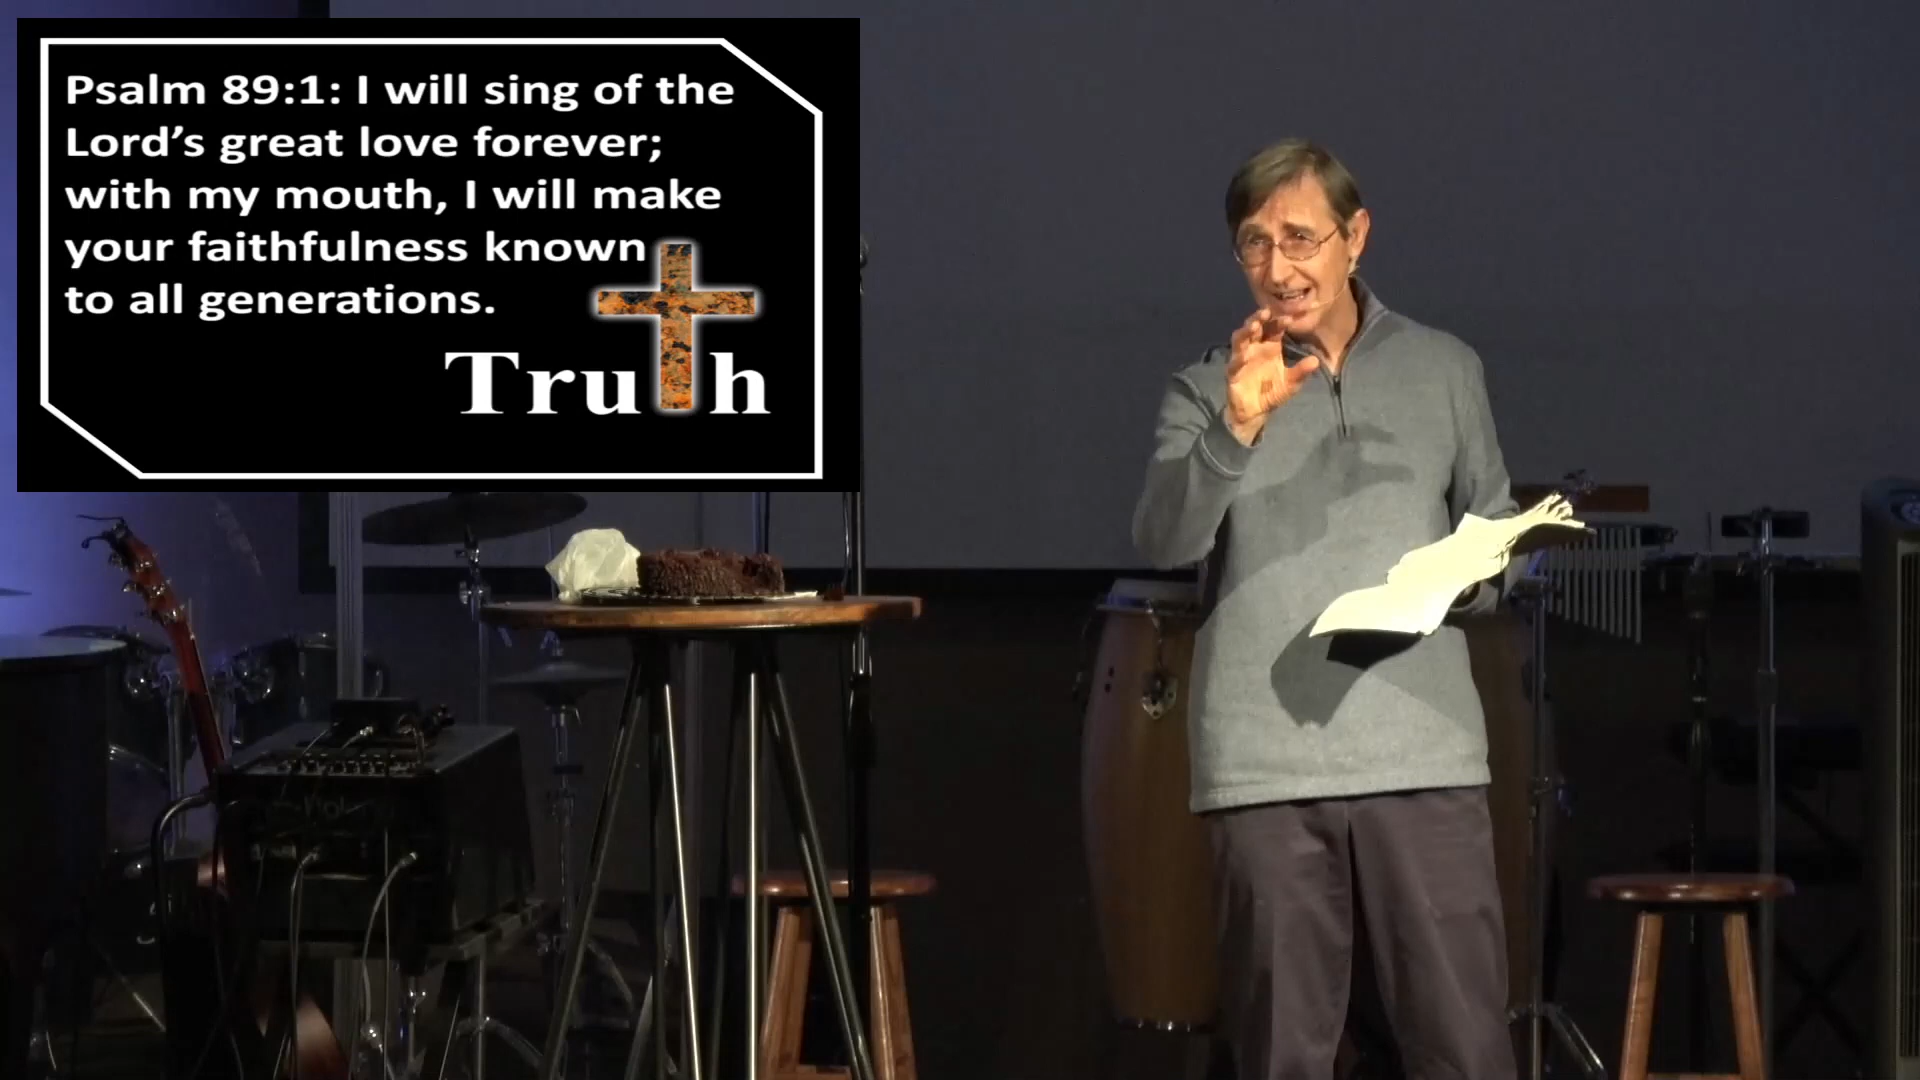 Psalm 89:1: I will sing of the
Lord’s great love forever;
with my mouth, I will make
your faithfulness known
to all generations.
Truth